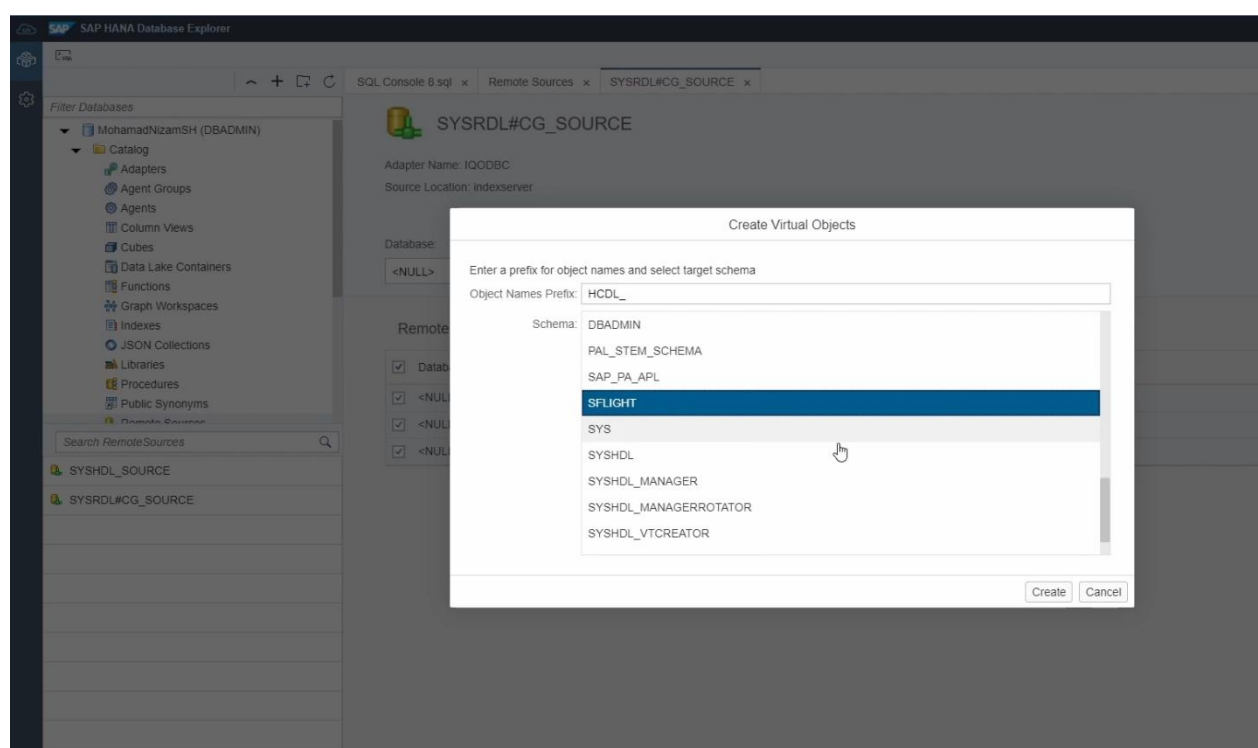 SAP SAP HANA Database Explorer
SQL Console 8.sql × Remote Sources × SYSRDL#CG_SOURCE ×
Filter Databases
MohamadNizamSH (DBADMIN)
Catalog
Adapters
Agent Groups
Agents
Column Views
Cubes
Data Lake Containers
Functions
Graph Workspaces
Indexes
JSON Collections
Libraries
Procedures
Public Synonyms
Remote Sources
Search RemoteSources
SYSHDL_SOURCE
SYSRDL#CG_SOURCE
SYSRDL#CG_SOURCE
Adapter Name: IQODBC
Source Location: indexserver
Database:
<NULL>
Remote
Datab
<NUL
<NUL
<NUL
Create Virtual Objects
Enter a prefix for object names and select target schema
Object Names Prefix: HCDL_
Schema: DBADMIN
PAL_STEM_SCHEMA
SAP_PA_APL
SFLIGHT
SYS
SYSHDL
SYSHDL_MANAGER
SYSHDL_MANAGERROTATOR
SYSHDL_VTCREATOR
Create Cancel